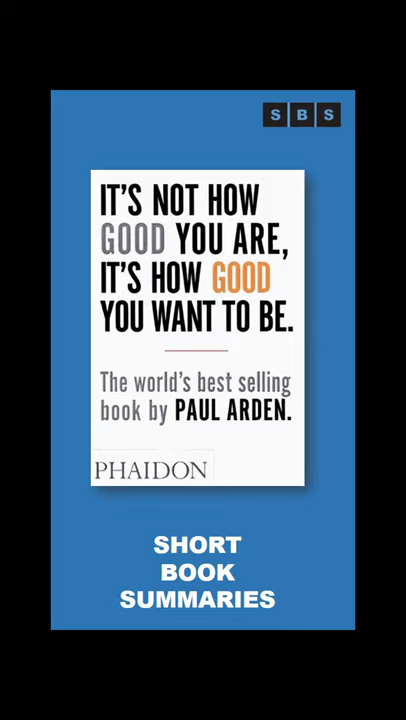 S B S
IT'S NOT HOW
GOOD YOU ARE,
IT'S HOW GOOD
YOU WANT TO BE.
The world's best selling
book by PAUL ARDEN.
PHAIDON
SHORT
BOOK
SUMMARIES